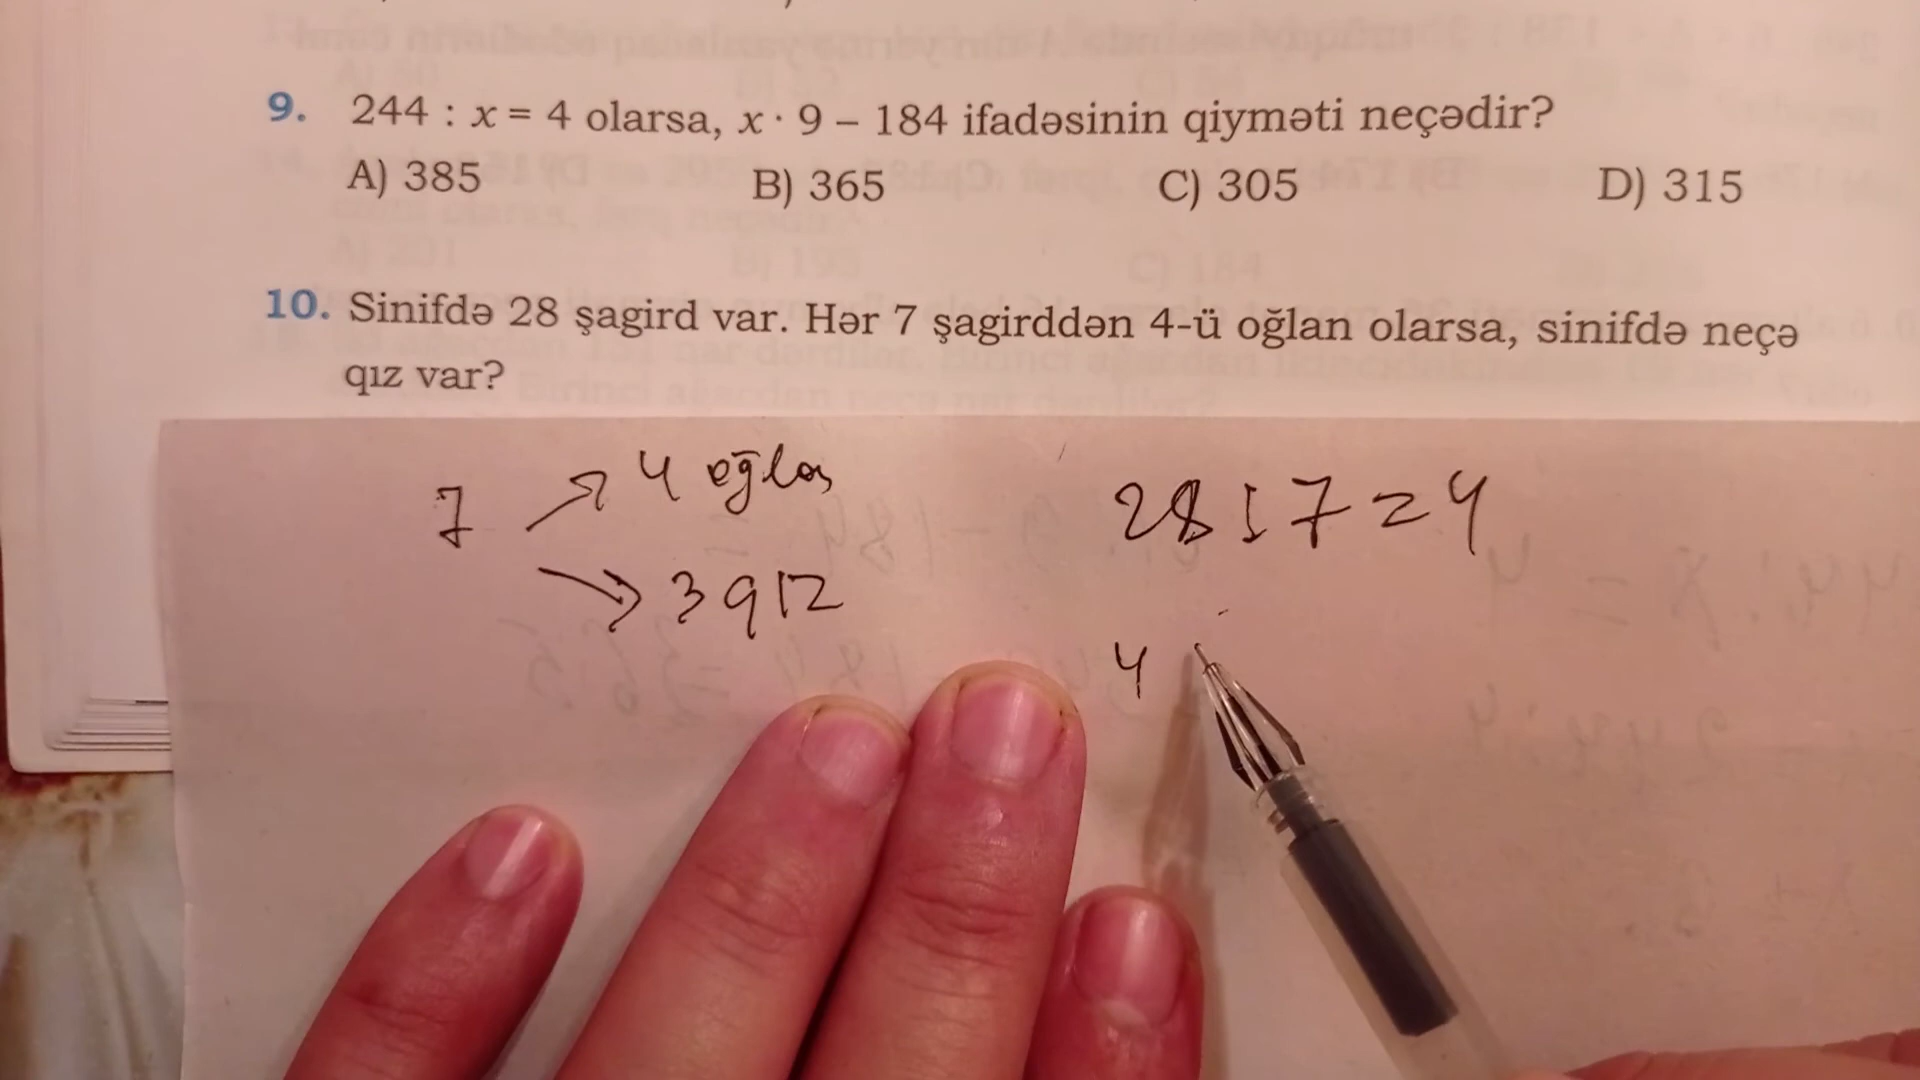 9. 244 : x = 4 olarsa, x · 9 – 184 ifadəsinin qiyməti neçədir?
A) 385 B) 365 C) 305 D) 315
10. Sinifdə 28 şagird var. Hər 7 şagirddən 4-ü oğlan olarsa, sinifdə neçə
qız var?
7 → 4 oğlan
→ 3 qız
28 : 7 = 4
4